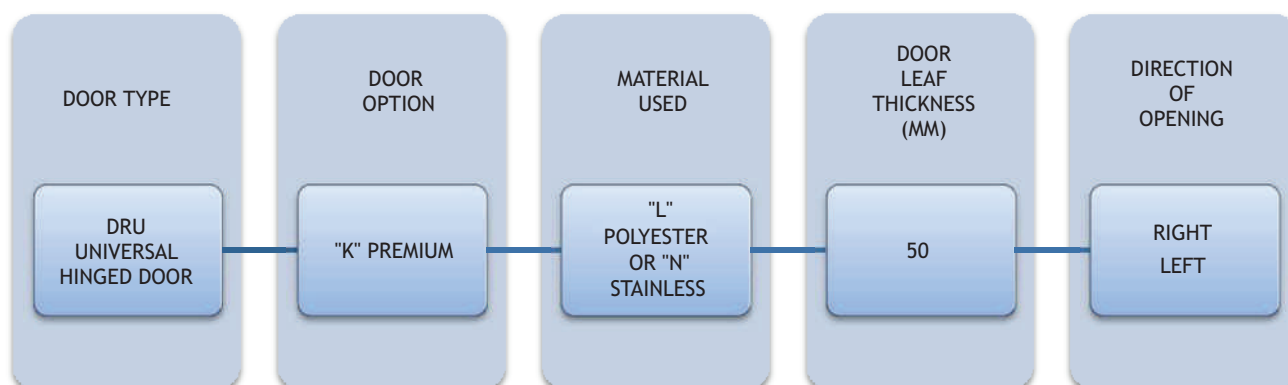 DOOR TYPE
DOOR
OPTION
MATERIAL
USED
DOOR
LEAF
THICKNESS
(MM)
DIRECTION
OF
OPENING
DRU
UNIVERSAL
HINGED DOOR
"K" PREMIUM
"L"
POLYESTER
OR "N"
STAINLESS
50
RIGHT
LEFT